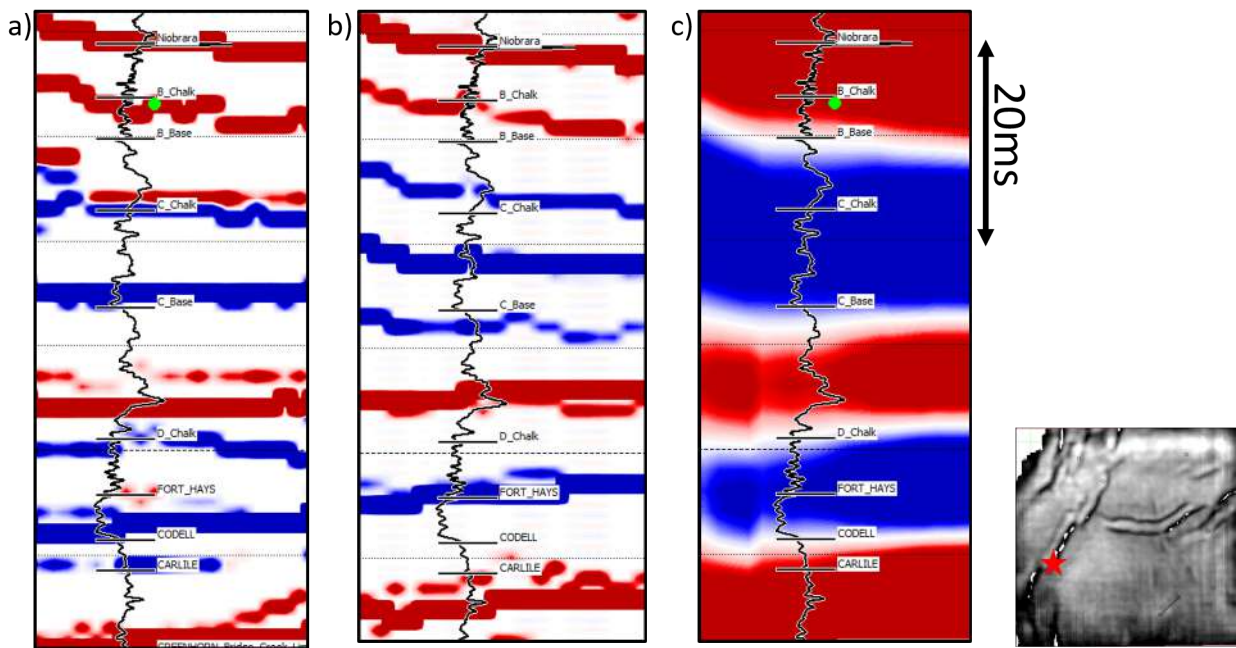 a)
Niobrara
B_Chalk
B_Base
C_Chalk
C_Base
D_Chalk
FORT_HAYS
CODELL
CARLILE
b)
Niobrara
B_Chalk
B_Base
C_Chalk
C_Base
D_Chalk
FORT_HAYS
CODELL
CARLILE
c)
Niobrara
B_Chalk
B_Base
C_Chalk
C_Base
D_Chalk
FORT_HAYS
CODELL
CARLILE
20ms